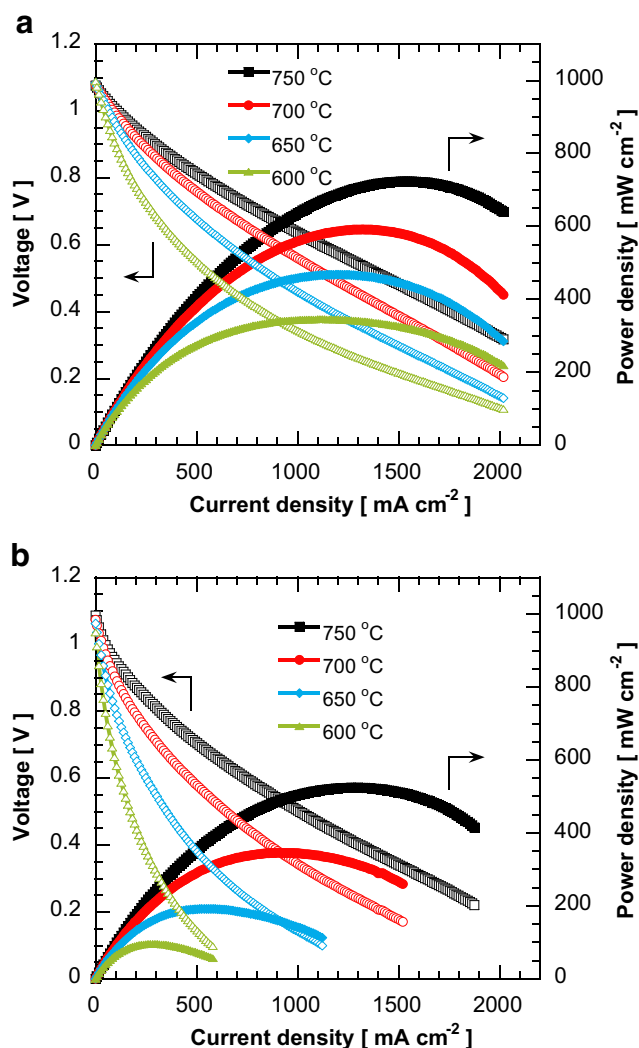 a
750 °C
700 °C
650 °C
600 °C
Voltage [ V ]
1.2
1
0.8
0.6
0.4
0.2
0
0
500
1000
1500
2000
Current density [ mA cm-2 ]
1000
800
600
400
200
0
Power density [ mW cm-2 ]
b
750 °C
700 °C
650 °C
600 °C
Voltage [ V ]
1.2
1
0.8
0.6
0.4
0.2
0
0
500
1000
1500
2000
Current density [ mA cm-2 ]
1000
800
600
400
200
0
Power density [ mW cm-2 ]